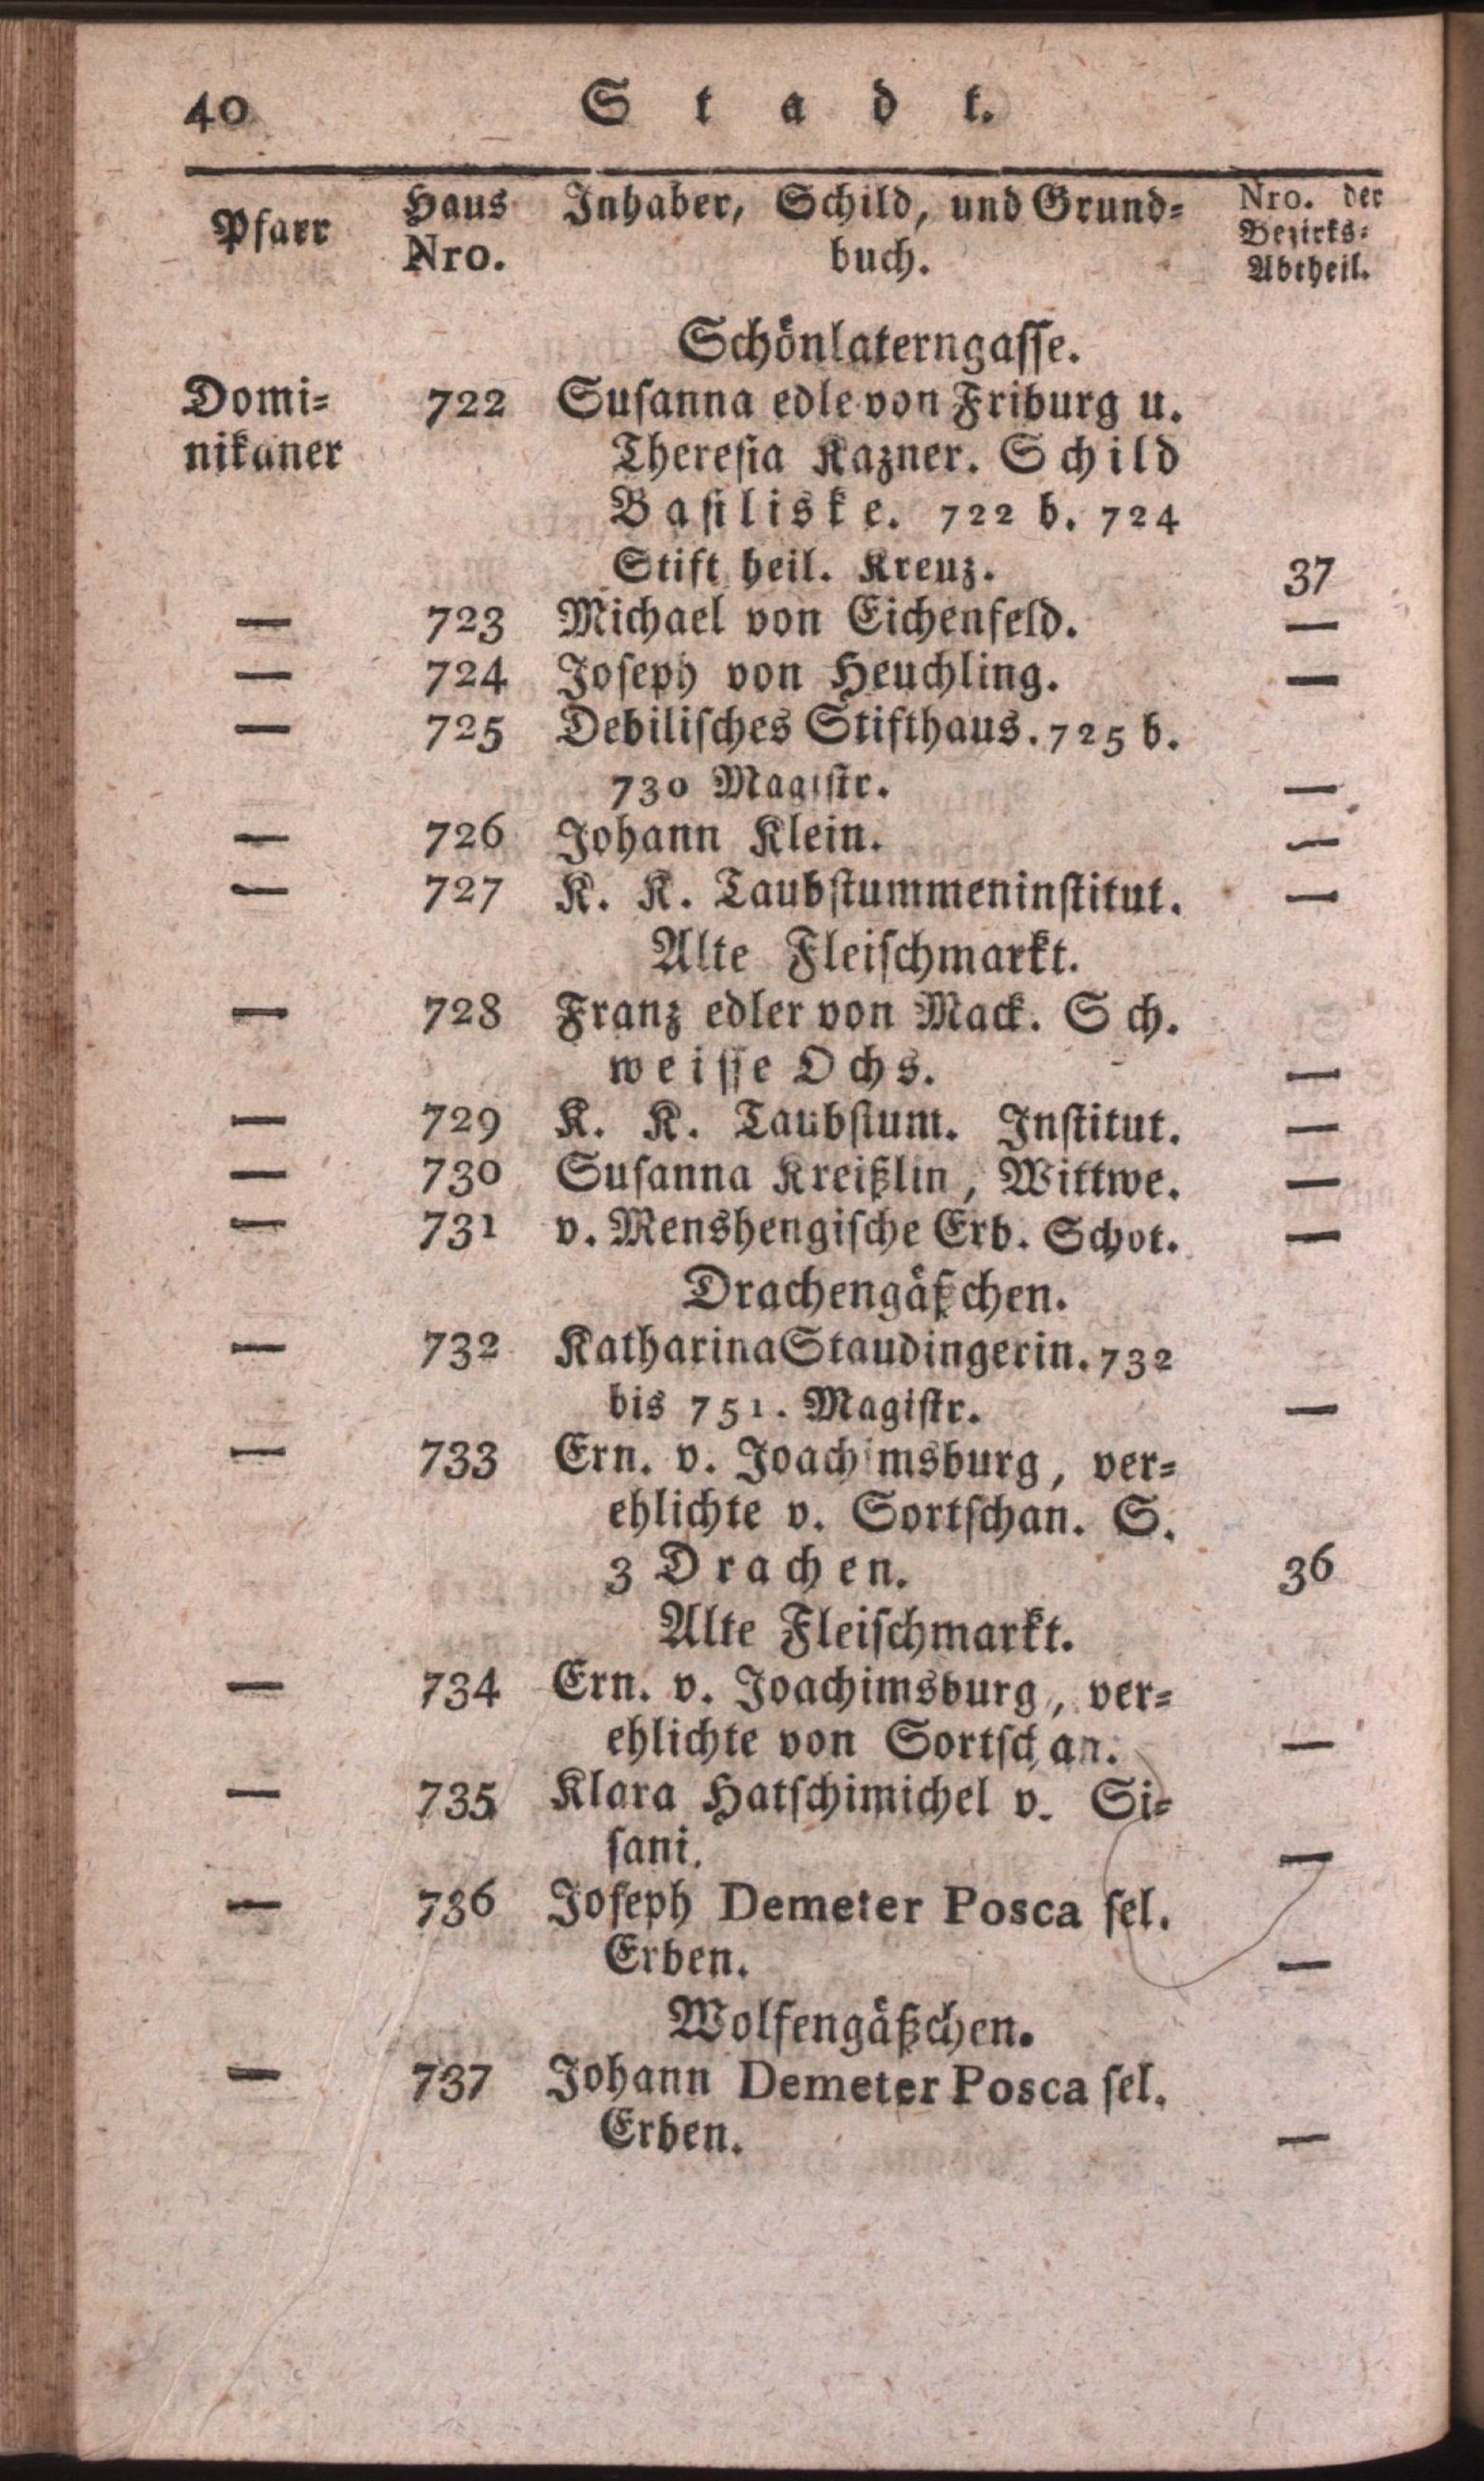 40 Stadt.
Pfarr Haus Nro. Inhaber, Schild, und Grund=
buch. Nro. der Bezirks= Abtheil.
Schönlaterngasse.
Domi= 722 Susanna edle von Friburg u.
nikaner Theresia Kazner. Schild
Basiliske. 722 b. 724
Stift heil. Kreuz. 37
— 723 Michael von Eichenfeld. —
— 724 Joseph von Heuchling. —
— 725 Debilisches Stifthaus. 725 b.
730 Magistr. —
— 726 Johann Klein. —
— 727 K. K. Taubstummeninstitut. —
Alte Fleischmarkt.
— 728 Franz edler von Mack. Sch.
weisse Ochs. —
— 729 K. K. Taubstum. Institut. —
— 730 Susanna Kreißlin, Wittwe. —
— 731 v. Menshengische Erb. Schot. —
Drachengäßchen.
— 732 Katharina Staudingerin. 732
bis 751. Magistr. —
— 733 Ern. v. Joachimsburg, ver=
ehlichte v. Sortschan. S.
3 Drachen. 36
Alte Fleischmarkt.
— 734 Ern. v. Joachimsburg, ver=
ehlichte von Sortschan. —
— 735 Klara Hatschimichel v. Si=
sani. —
— 736 Joseph Demeter Posca sel.
Erben. —
Wolfengäßchen.
— 737 Johann Demeter Posca sel.
Erben. —